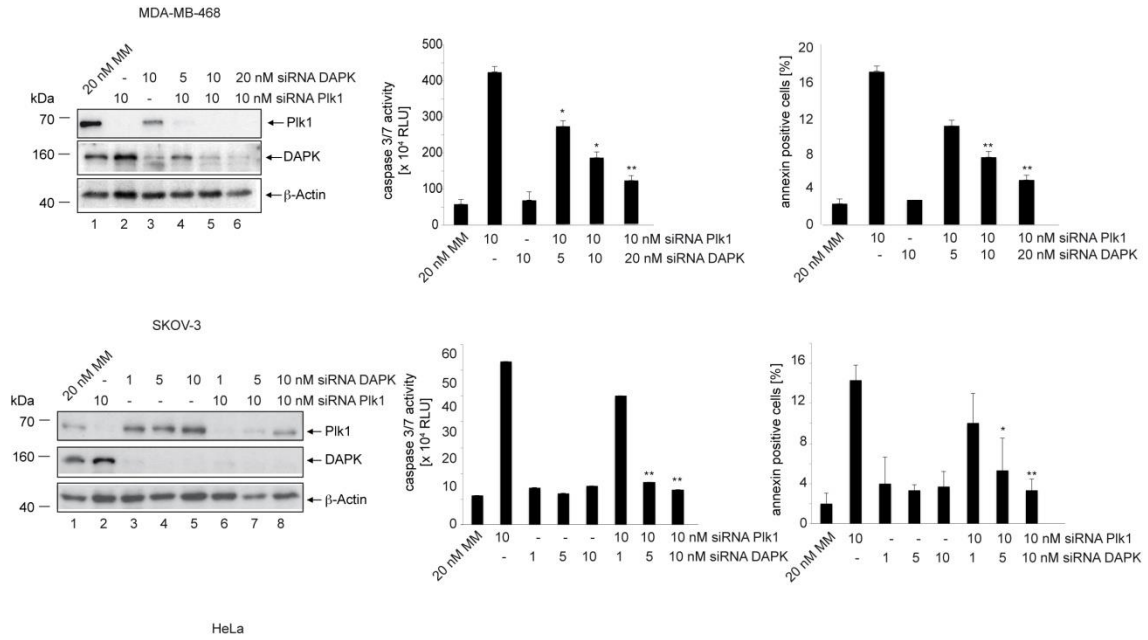 MDA-MB-468
20 nM MM - 10 5 10 20 nM siRNA DAPK
kDa 10 - 10 10 10 nM siRNA Plk1
70 Plk1
160 DAPK
40 β-Actin
1 2 3 4 5 6
caspase 3/7 activity
[x 10⁴ RLU]
500
400
300
200
100
0
* * **
20 nM MM 10 - 10 10 10 nM siRNA Plk1
- 10 5 10 20 nM siRNA DAPK
annexin positive cells [%]
20
16
12
8
4
0
** **
20 nM MM 10 - 10 10 10 nM siRNA Plk1
- 10 5 10 20 nM siRNA DAPK
SKOV-3
20 nM MM - 1 5 10 1 5 10 nM siRNA DAPK
kDa 10 - - - 10 10 10 nM siRNA Plk1
70 Plk1
160 DAPK
40 β-Actin
1 2 3 4 5 6 7 8
caspase 3/7 activity
[x 10⁴ RLU]
60
50
40
30
20
10
0
** **
20 nM MM 10 - - - 10 10 10 nM siRNA Plk1
- 1 5 10 1 5 10 nM siRNA DAPK
annexin positive cells [%]
16
12
8
4
0
* **
20 nM MM 10 - - - 10 10 10 nM siRNA Plk1
- 1 5 10 1 5 10 nM siRNA DAPK
HeLa